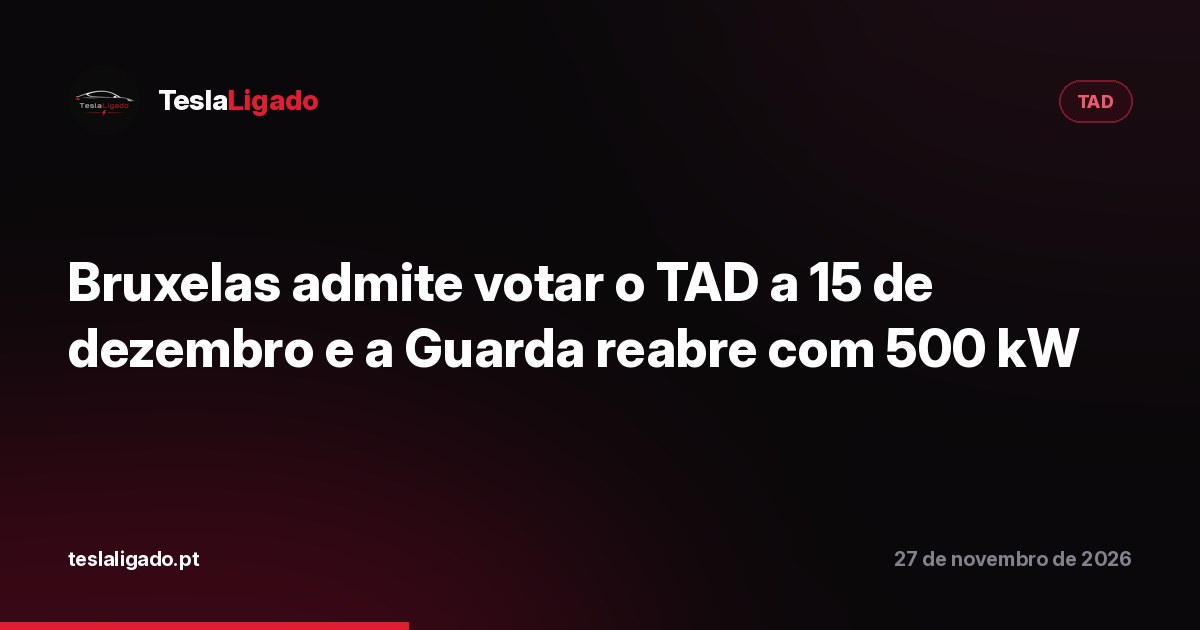 TeslaLigado
TeslaLigado
TAD
Bruxelas admite votar o TAD a 15 de
dezembro e a Guarda reabre com 500 kW
teslaligado.pt
27 de novembro de 2026